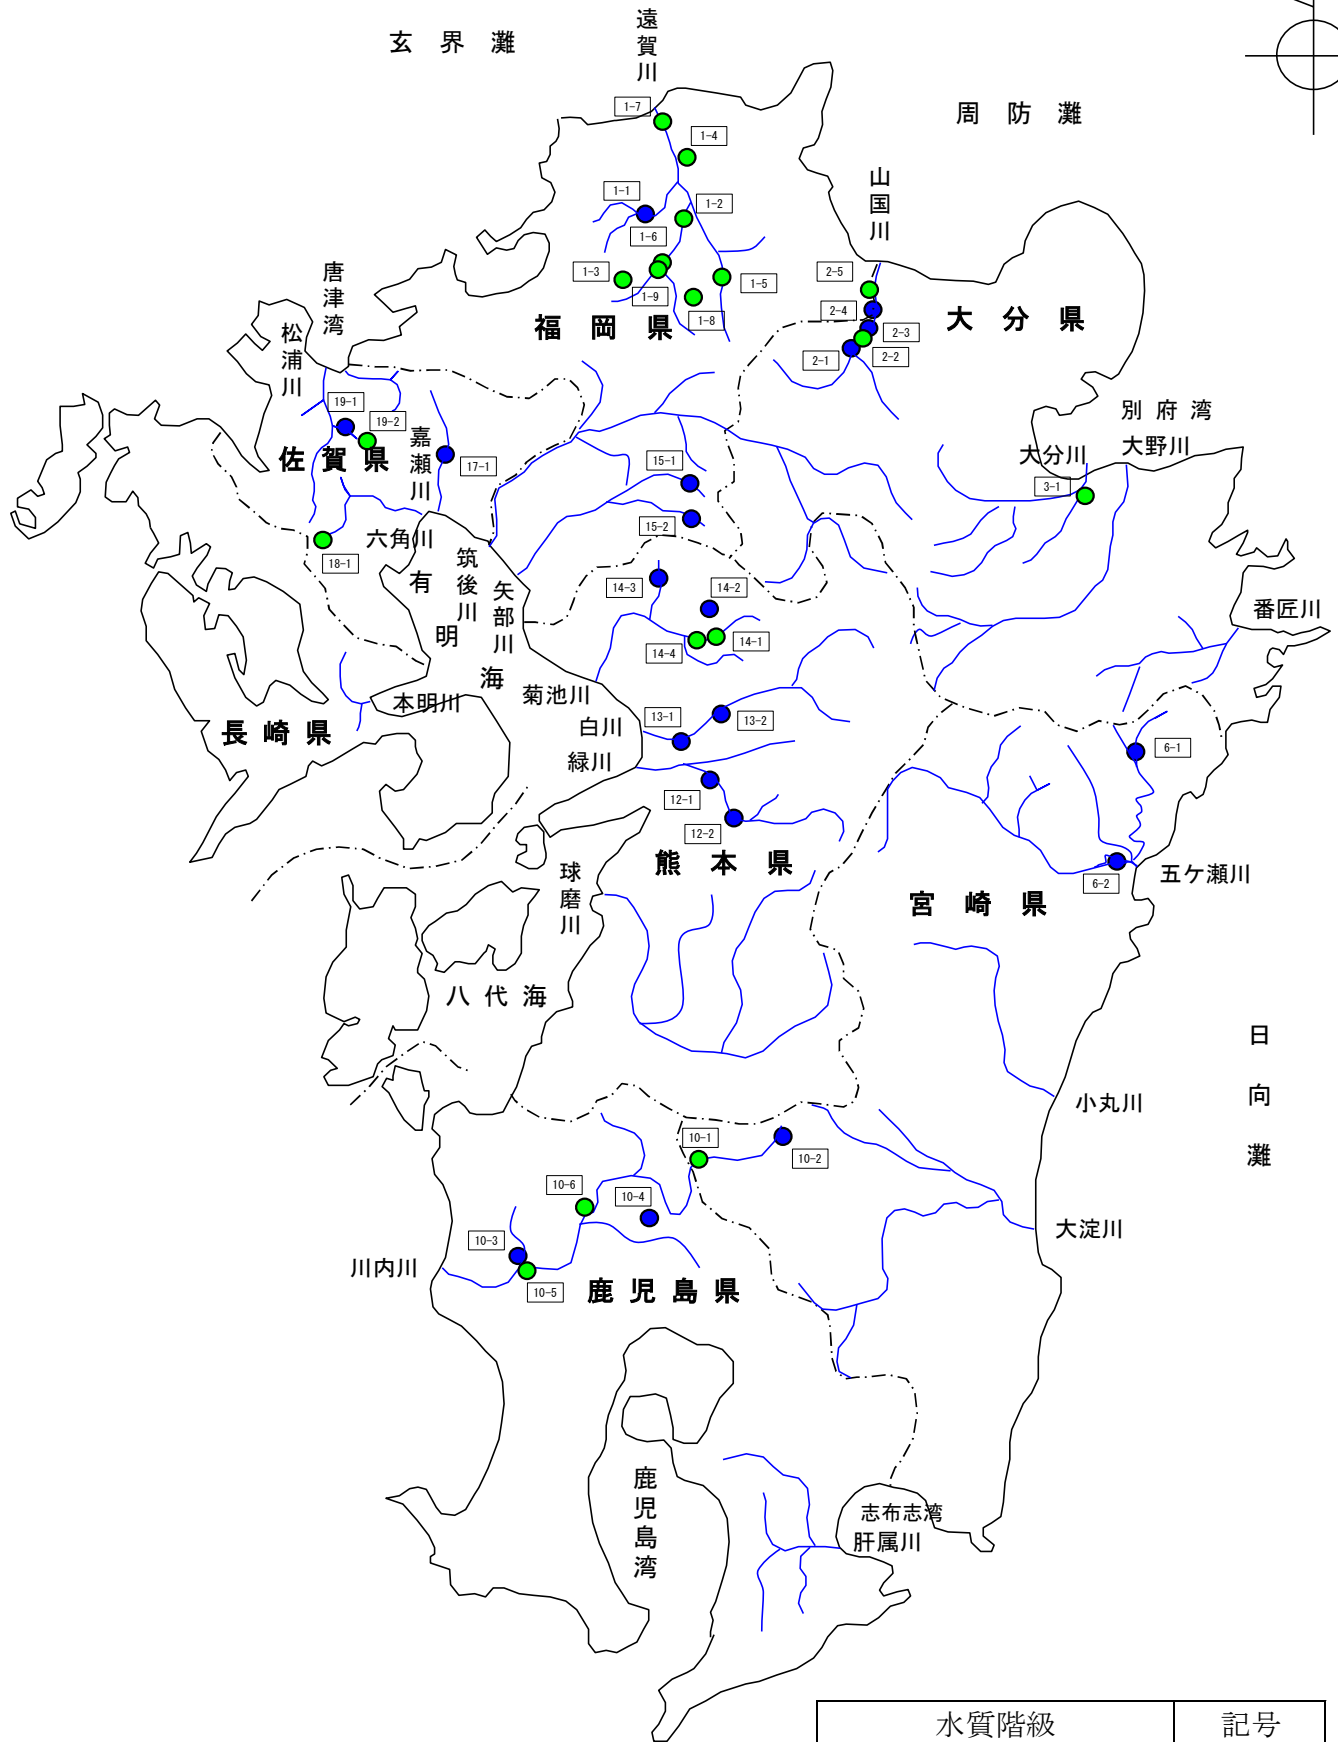 玄界灘
遠賀川
周防灘
1-7
1-4
1-1
1-2
1-6
1-3
1-9
1-8
1-5
山国川
2-5
2-4
2-3
2-2
2-1
福岡県
大分県
唐津湾
松浦川
19-1
19-2
佐賀県
嘉瀬川
17-1
別府湾
大野川
大分川
3-1
15-1
15-2
18-1
六角川
筑後川
矢部川
有明海
14-3
14-2
14-1
14-4
番匠川
本明川
菊池川
長崎県
白川
緑川
13-1
13-2
12-1
12-2
6-1
6-2
熊本県
五ケ瀬川
宮崎県
球磨川
八代海
日向灘
小丸川
10-1
10-2
10-6
10-4
10-3
10-5
川内川
大淀川
鹿児島県
鹿児島湾
志布志湾
肝属川
水質階級 記号